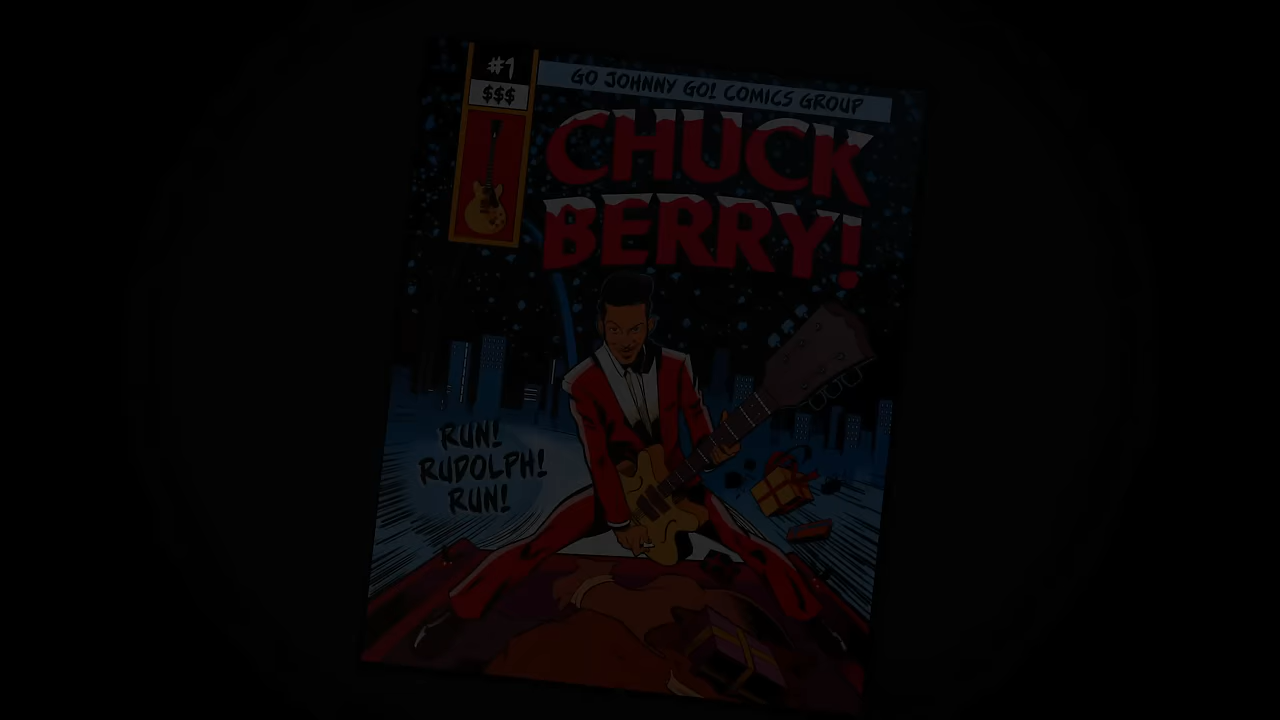 #1
$$$
GO JOHNNY GO! COMICS GROUP
CHUCK
BERRY!
RUN!
RUDOLPH!
RUN!